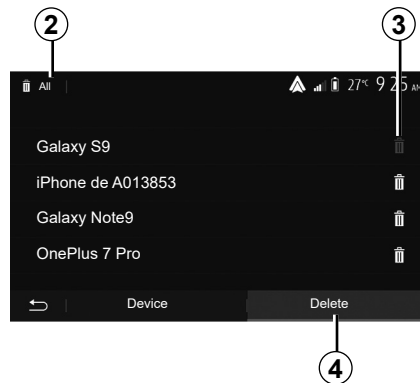 2 3
All 27°C 9 25 AM
Galaxy S9
iPhone de A013853
Galaxy Note9
OnePlus 7 Pro
Device Delete
4